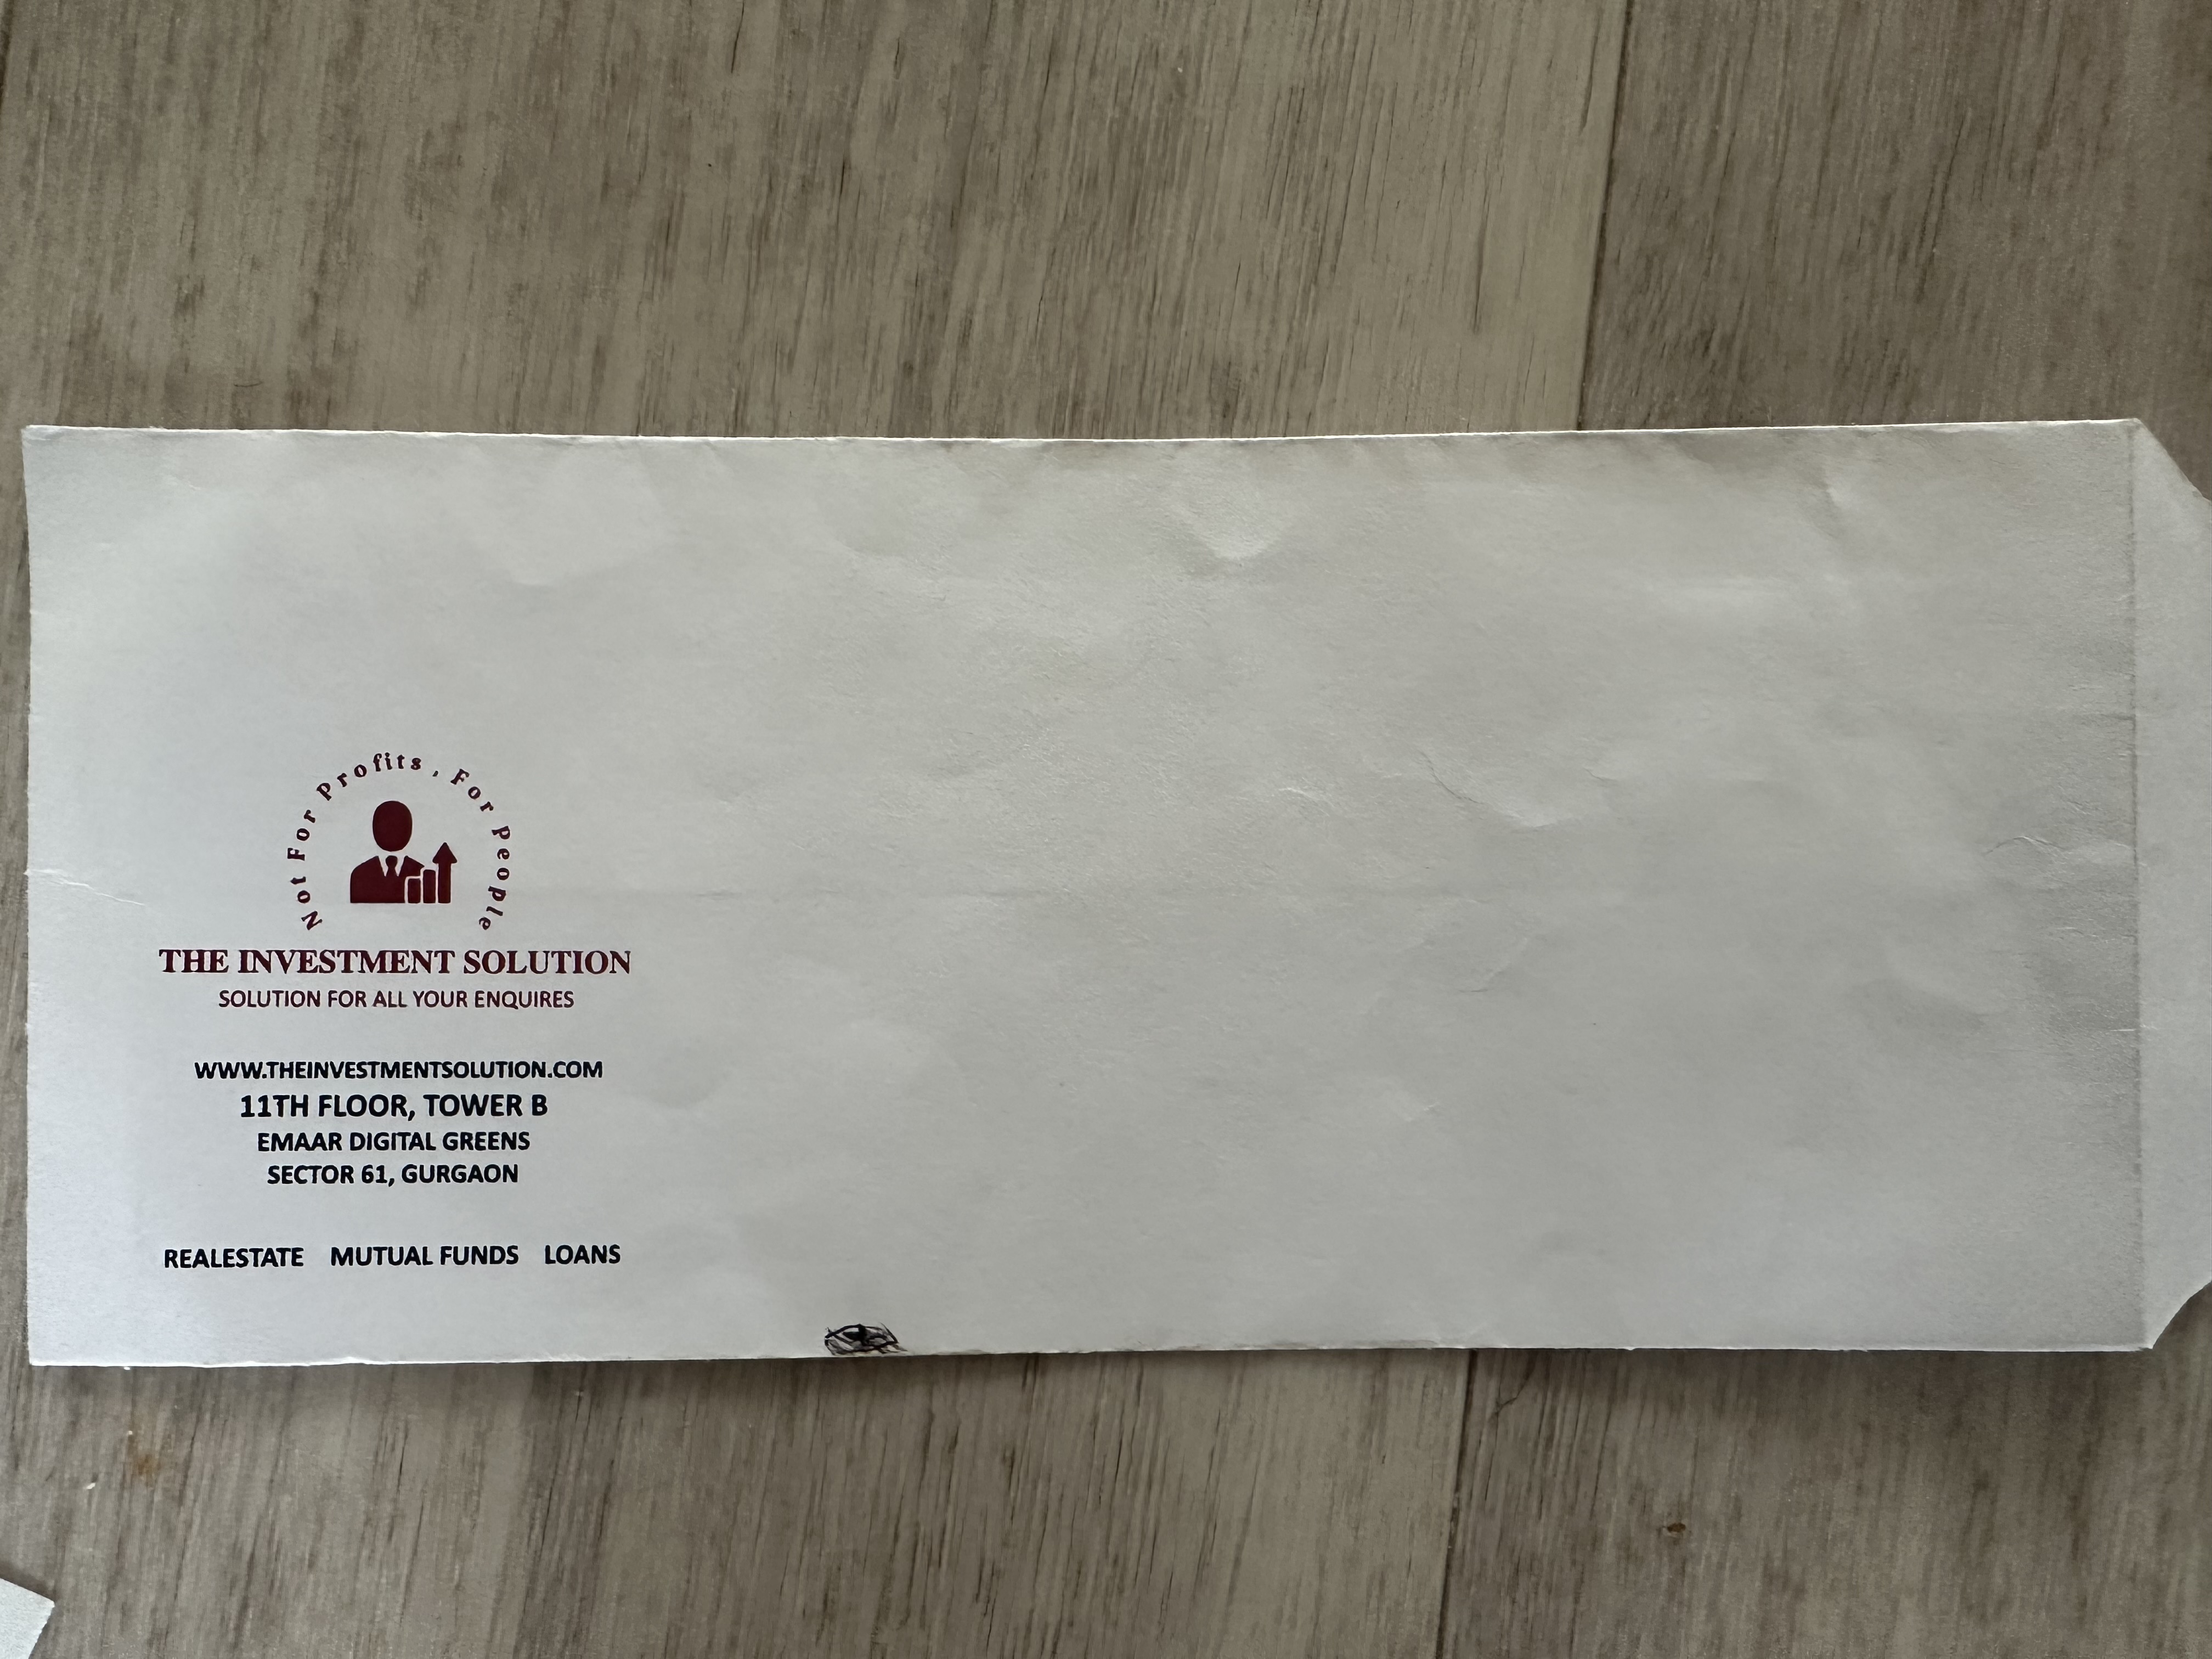 Not For Profits , For people
THE INVESTMENT SOLUTION
SOLUTION FOR ALL YOUR ENQUIRES
WWW.THEINVESTMENTSOLUTION.COM
11TH FLOOR, TOWER B
EMAAR DIGITAL GREENS
SECTOR 61, GURGAON
REALESTATE MUTUAL FUNDS LOANS